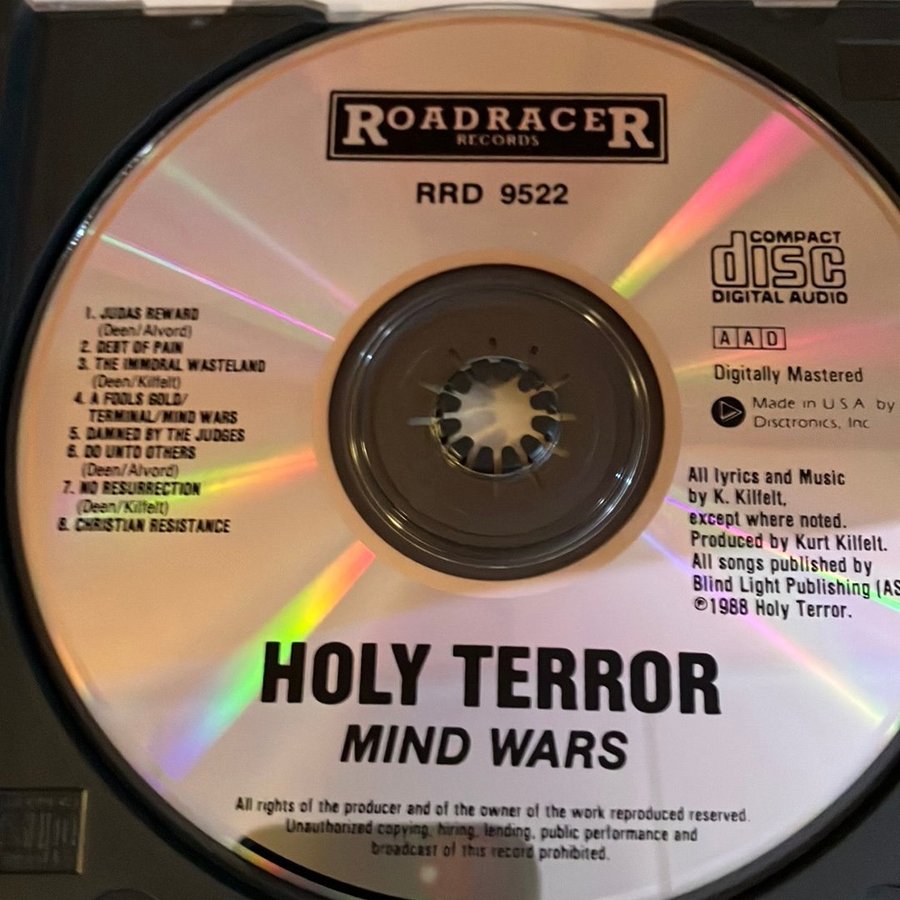 ROADRACER
RECORDS
RRD 9522
COMPACT
disc
DIGITAL AUDIO
AAD
Digitally Mastered
Made in U S A by
Disctronics, Inc
1. JUDAS REWARD
(Deen/Alvord)
2. DEBT OF PAIN
3. THE IMMORAL WASTELAND
(Deen/Kilfelt)
4. A FOOLS GOLD/
TERMINAL/MIND WARS
5. DAMNED BY THE JUDGES
6. DO UNTO OTHERS
(Deen/Alvord)
7. NO RESURRECTION
(Deen/Kilfelt)
8. CHRISTIAN RESISTANCE
All lyrics and Music
by K. Kilfelt,
except where noted.
Produced by Kurt Kilfelt.
All songs published by
Blind Light Publishing (AS
℗1988 Holy Terror.
HOLY TERROR
MIND WARS
All rights of the producer and of the owner of the work reproduced reserved.
Unauthorized copying, hiring, lending, public performance and
broadcast of this record prohibited.